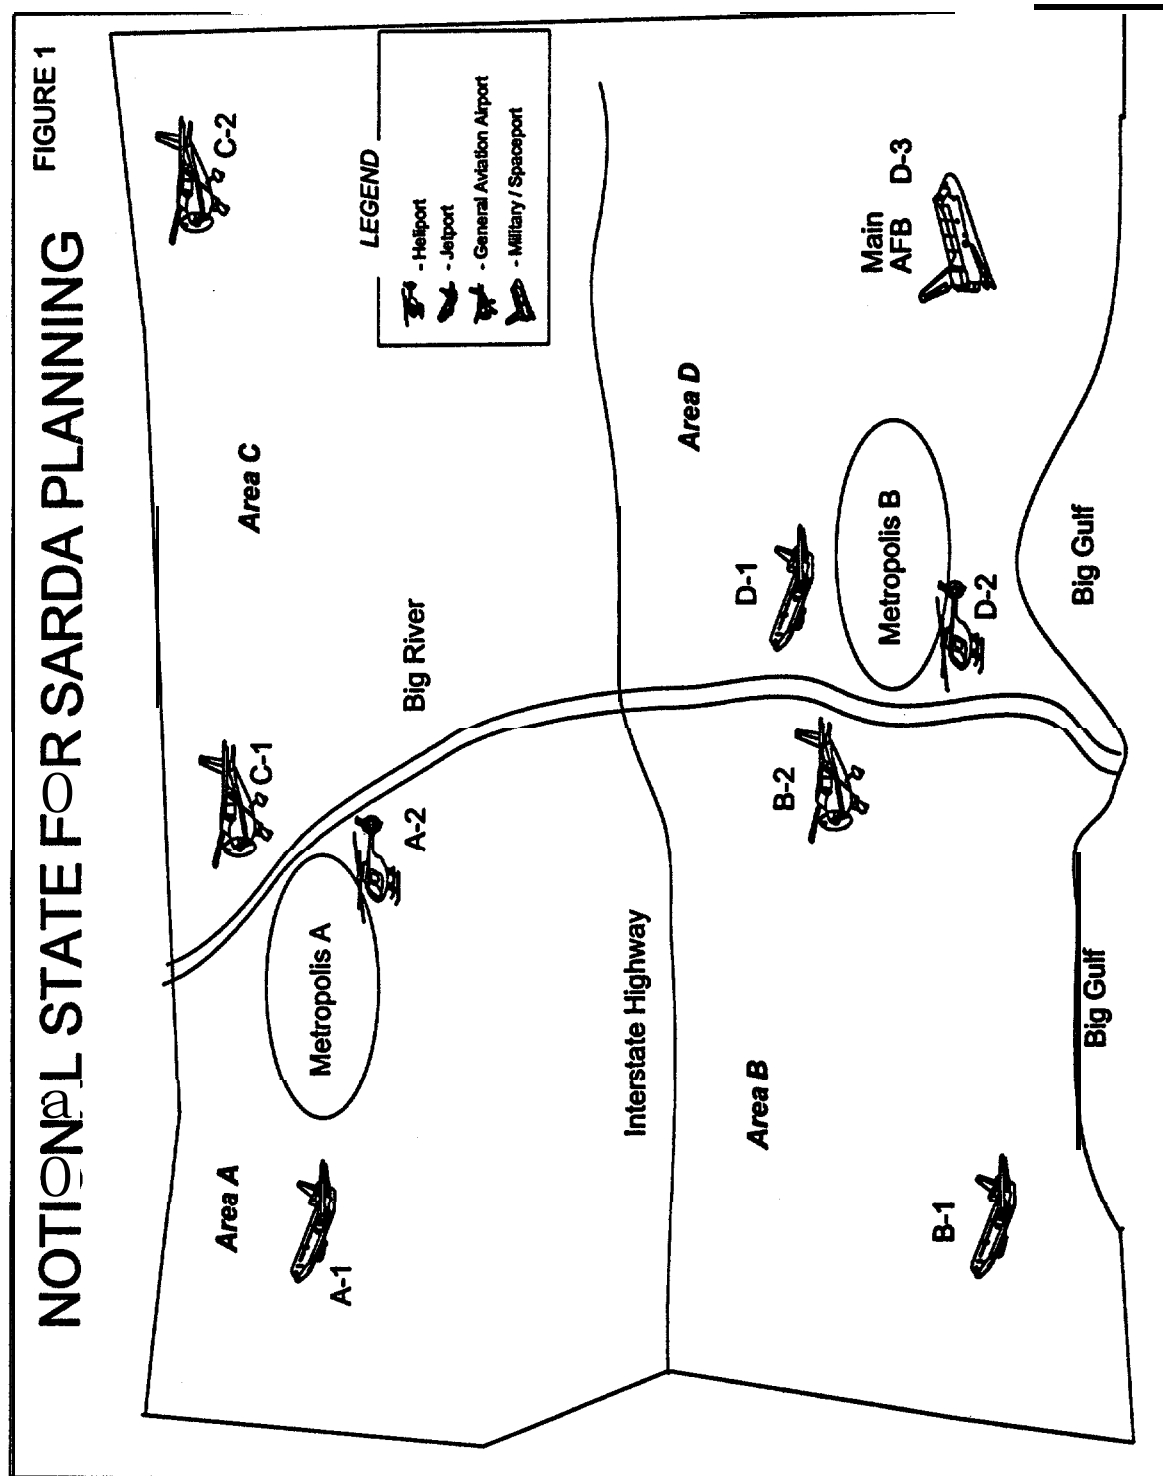 NOTIONaL STATE FOR SARDA PLANNING
FIGURE 1
C-2
LEGEND
- Heliport
- Jetport
- General Aviation Airport
- Military / Spaceport
Area C
C-1
Big River
Metropolis A
A-2
Area A
A-1
Interstate Highway
Area D
Main
AFB D-3
D-1
Metropolis B
D-2
B-2
Area B
B-1
Big Gulf
Big Gulf